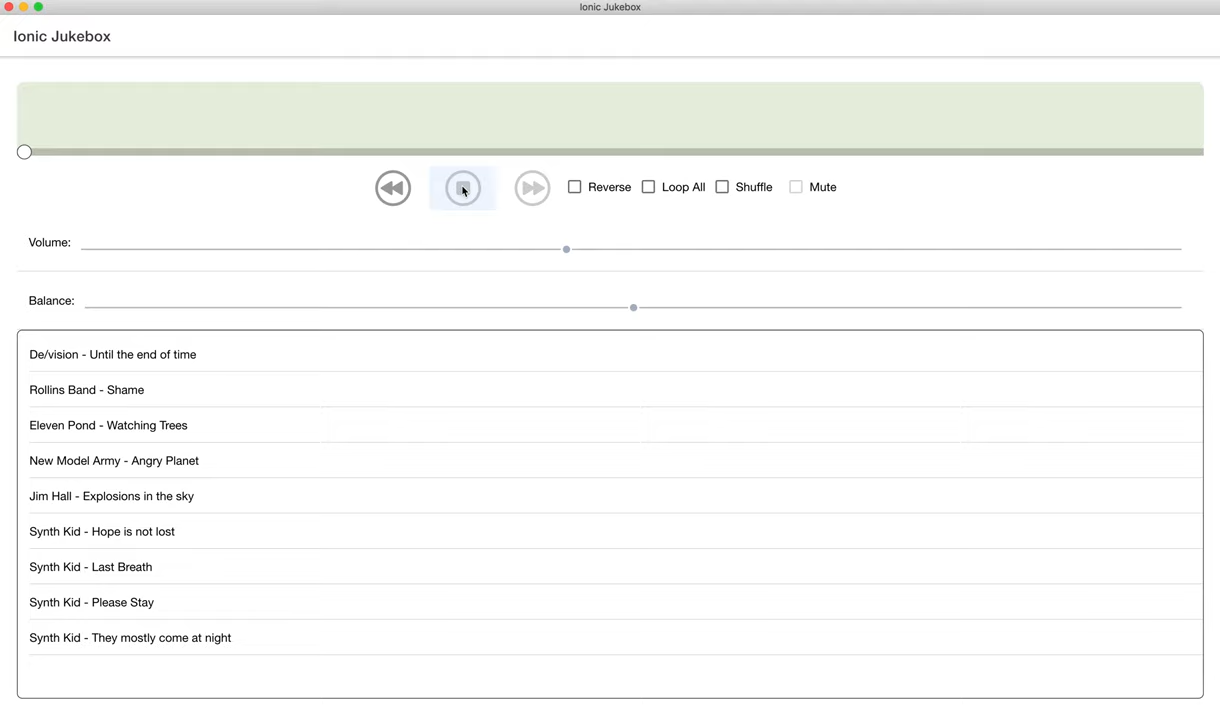 Ionic Jukebox
Ionic Jukebox
Reverse Loop All Shuffle Mute
Volume:
Balance:
De/vision - Until the end of time
Rollins Band - Shame
Eleven Pond - Watching Trees
New Model Army - Angry Planet
Jim Hall - Explosions in the sky
Synth Kid - Hope is not lost
Synth Kid - Last Breath
Synth Kid - Please Stay
Synth Kid - They mostly come at night